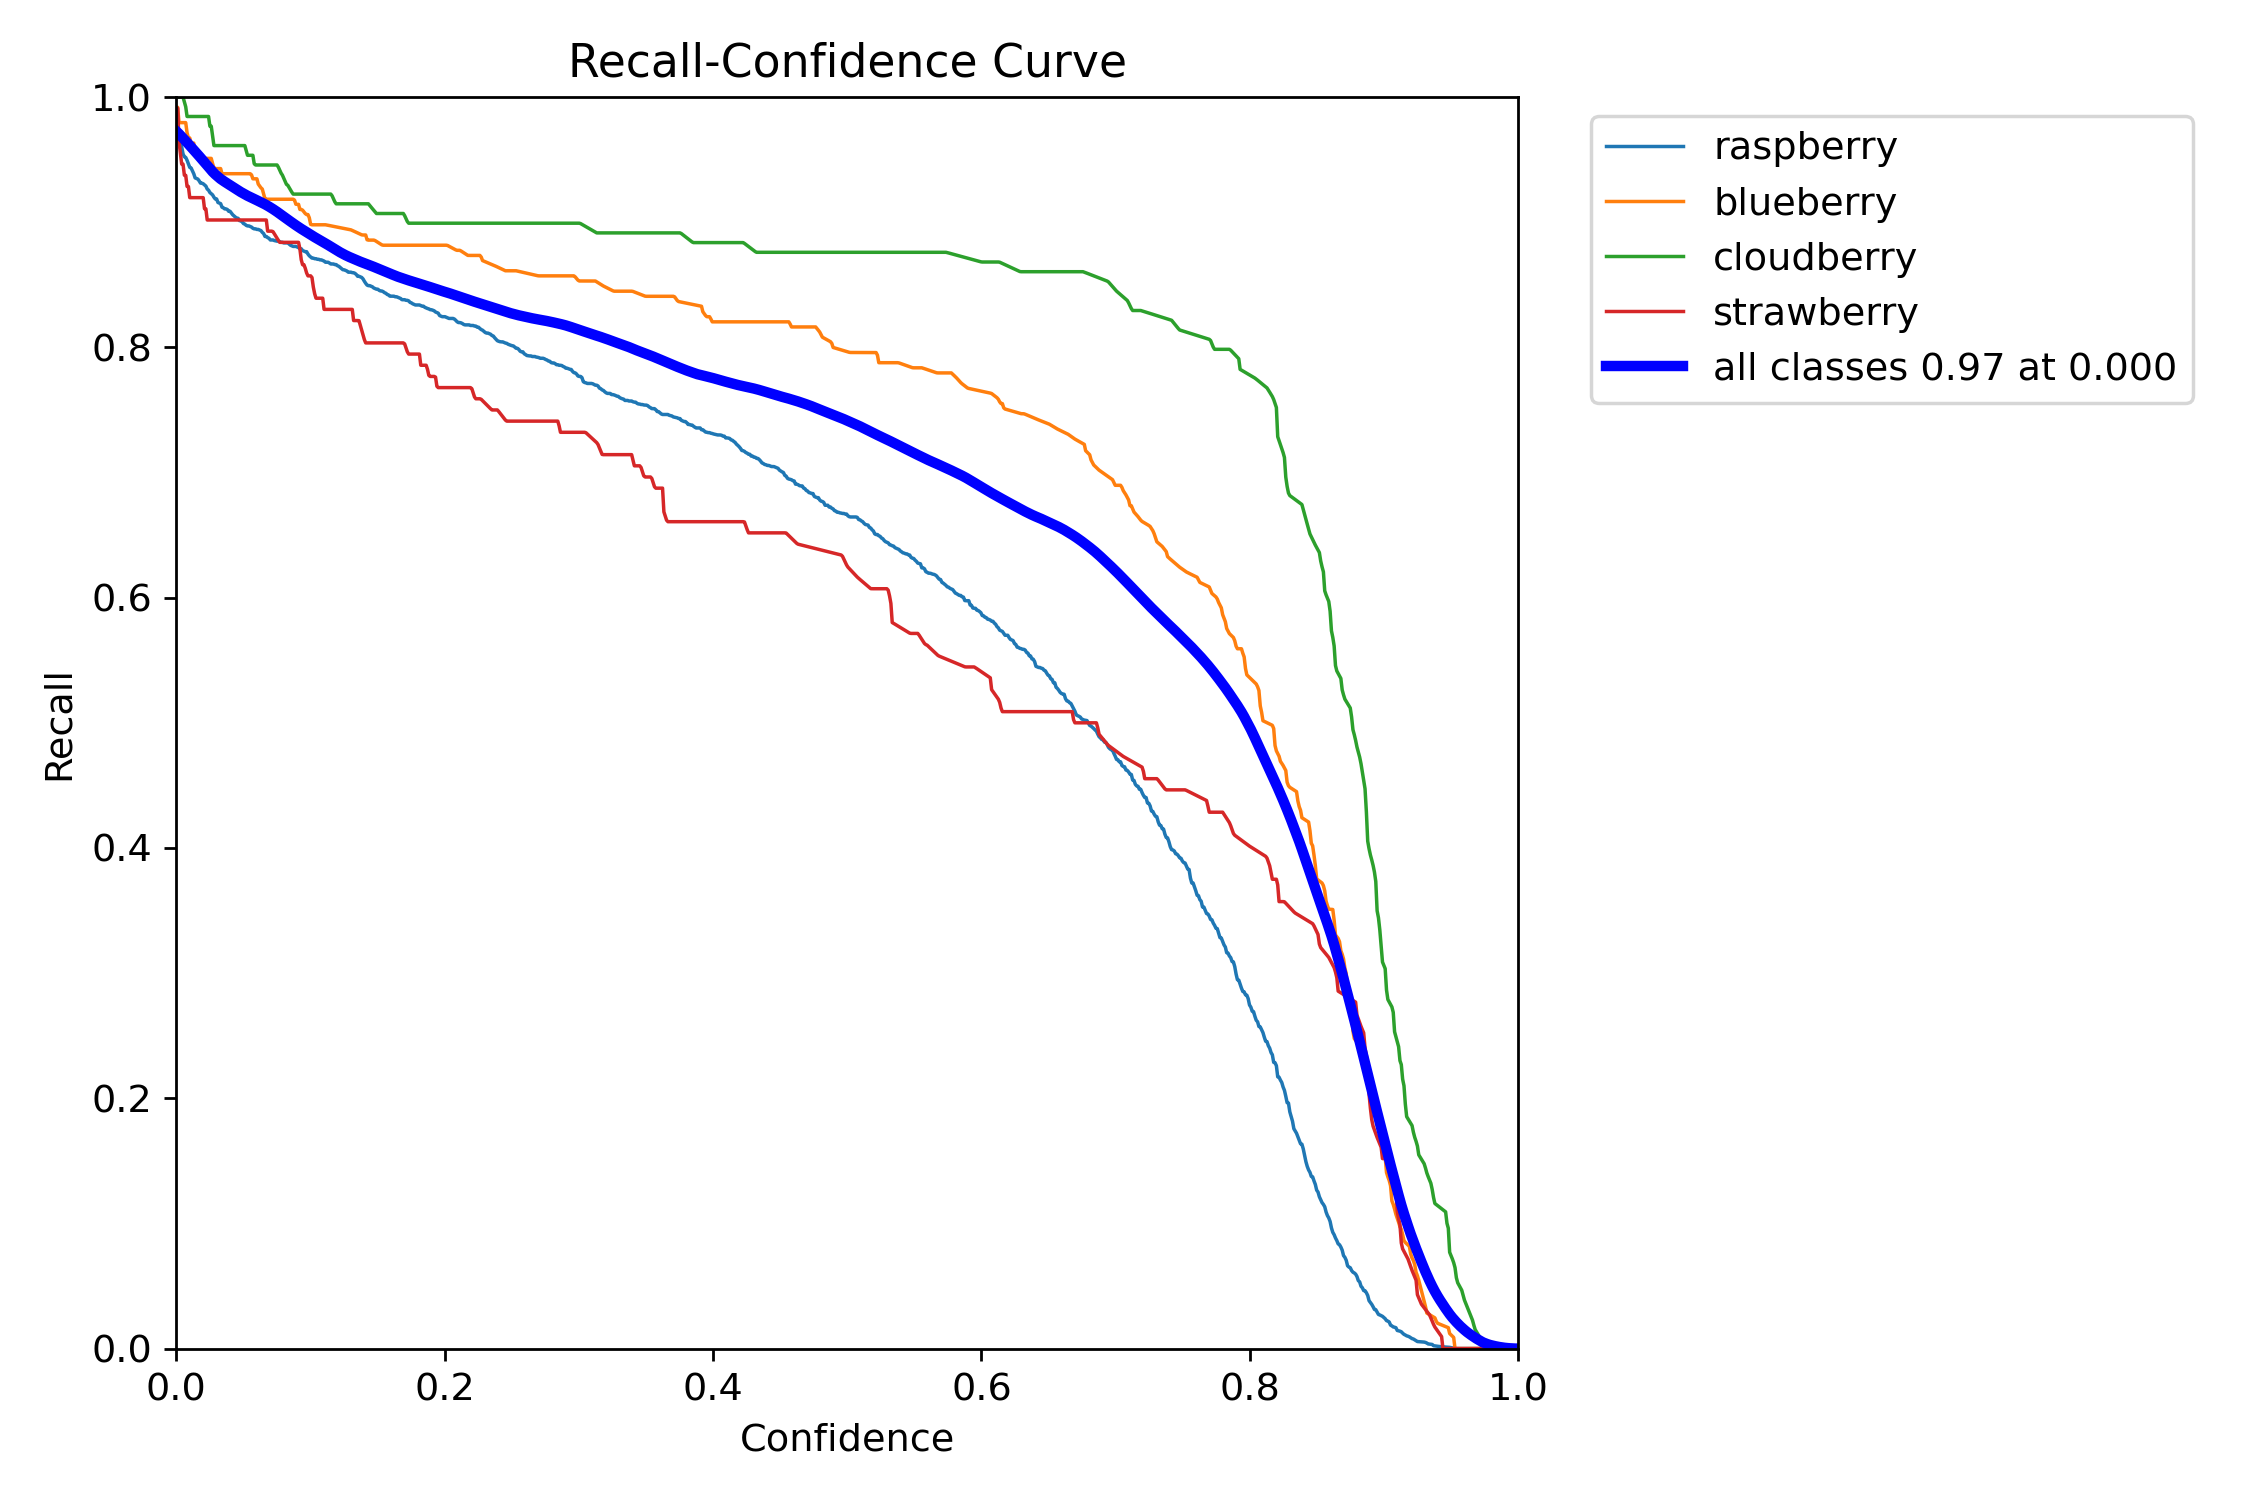 Recall-Confidence Curve
1.0
0.8
0.6
0.4
0.2
0.0
Recall
0.0 0.2 0.4 0.6 0.8 1.0
Confidence
raspberry
blueberry
cloudberry
strawberry
all classes 0.97 at 0.000